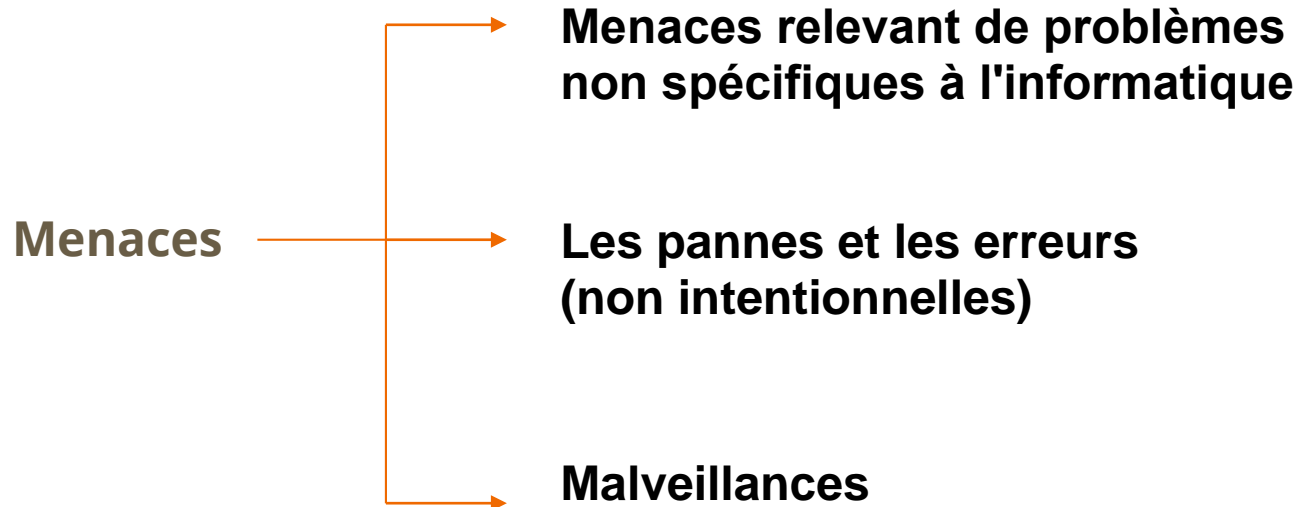 Menaces relevant de problèmes
non spécifiques à l'informatique
Menaces
Les pannes et les erreurs
(non intentionnelles)
Malveillances